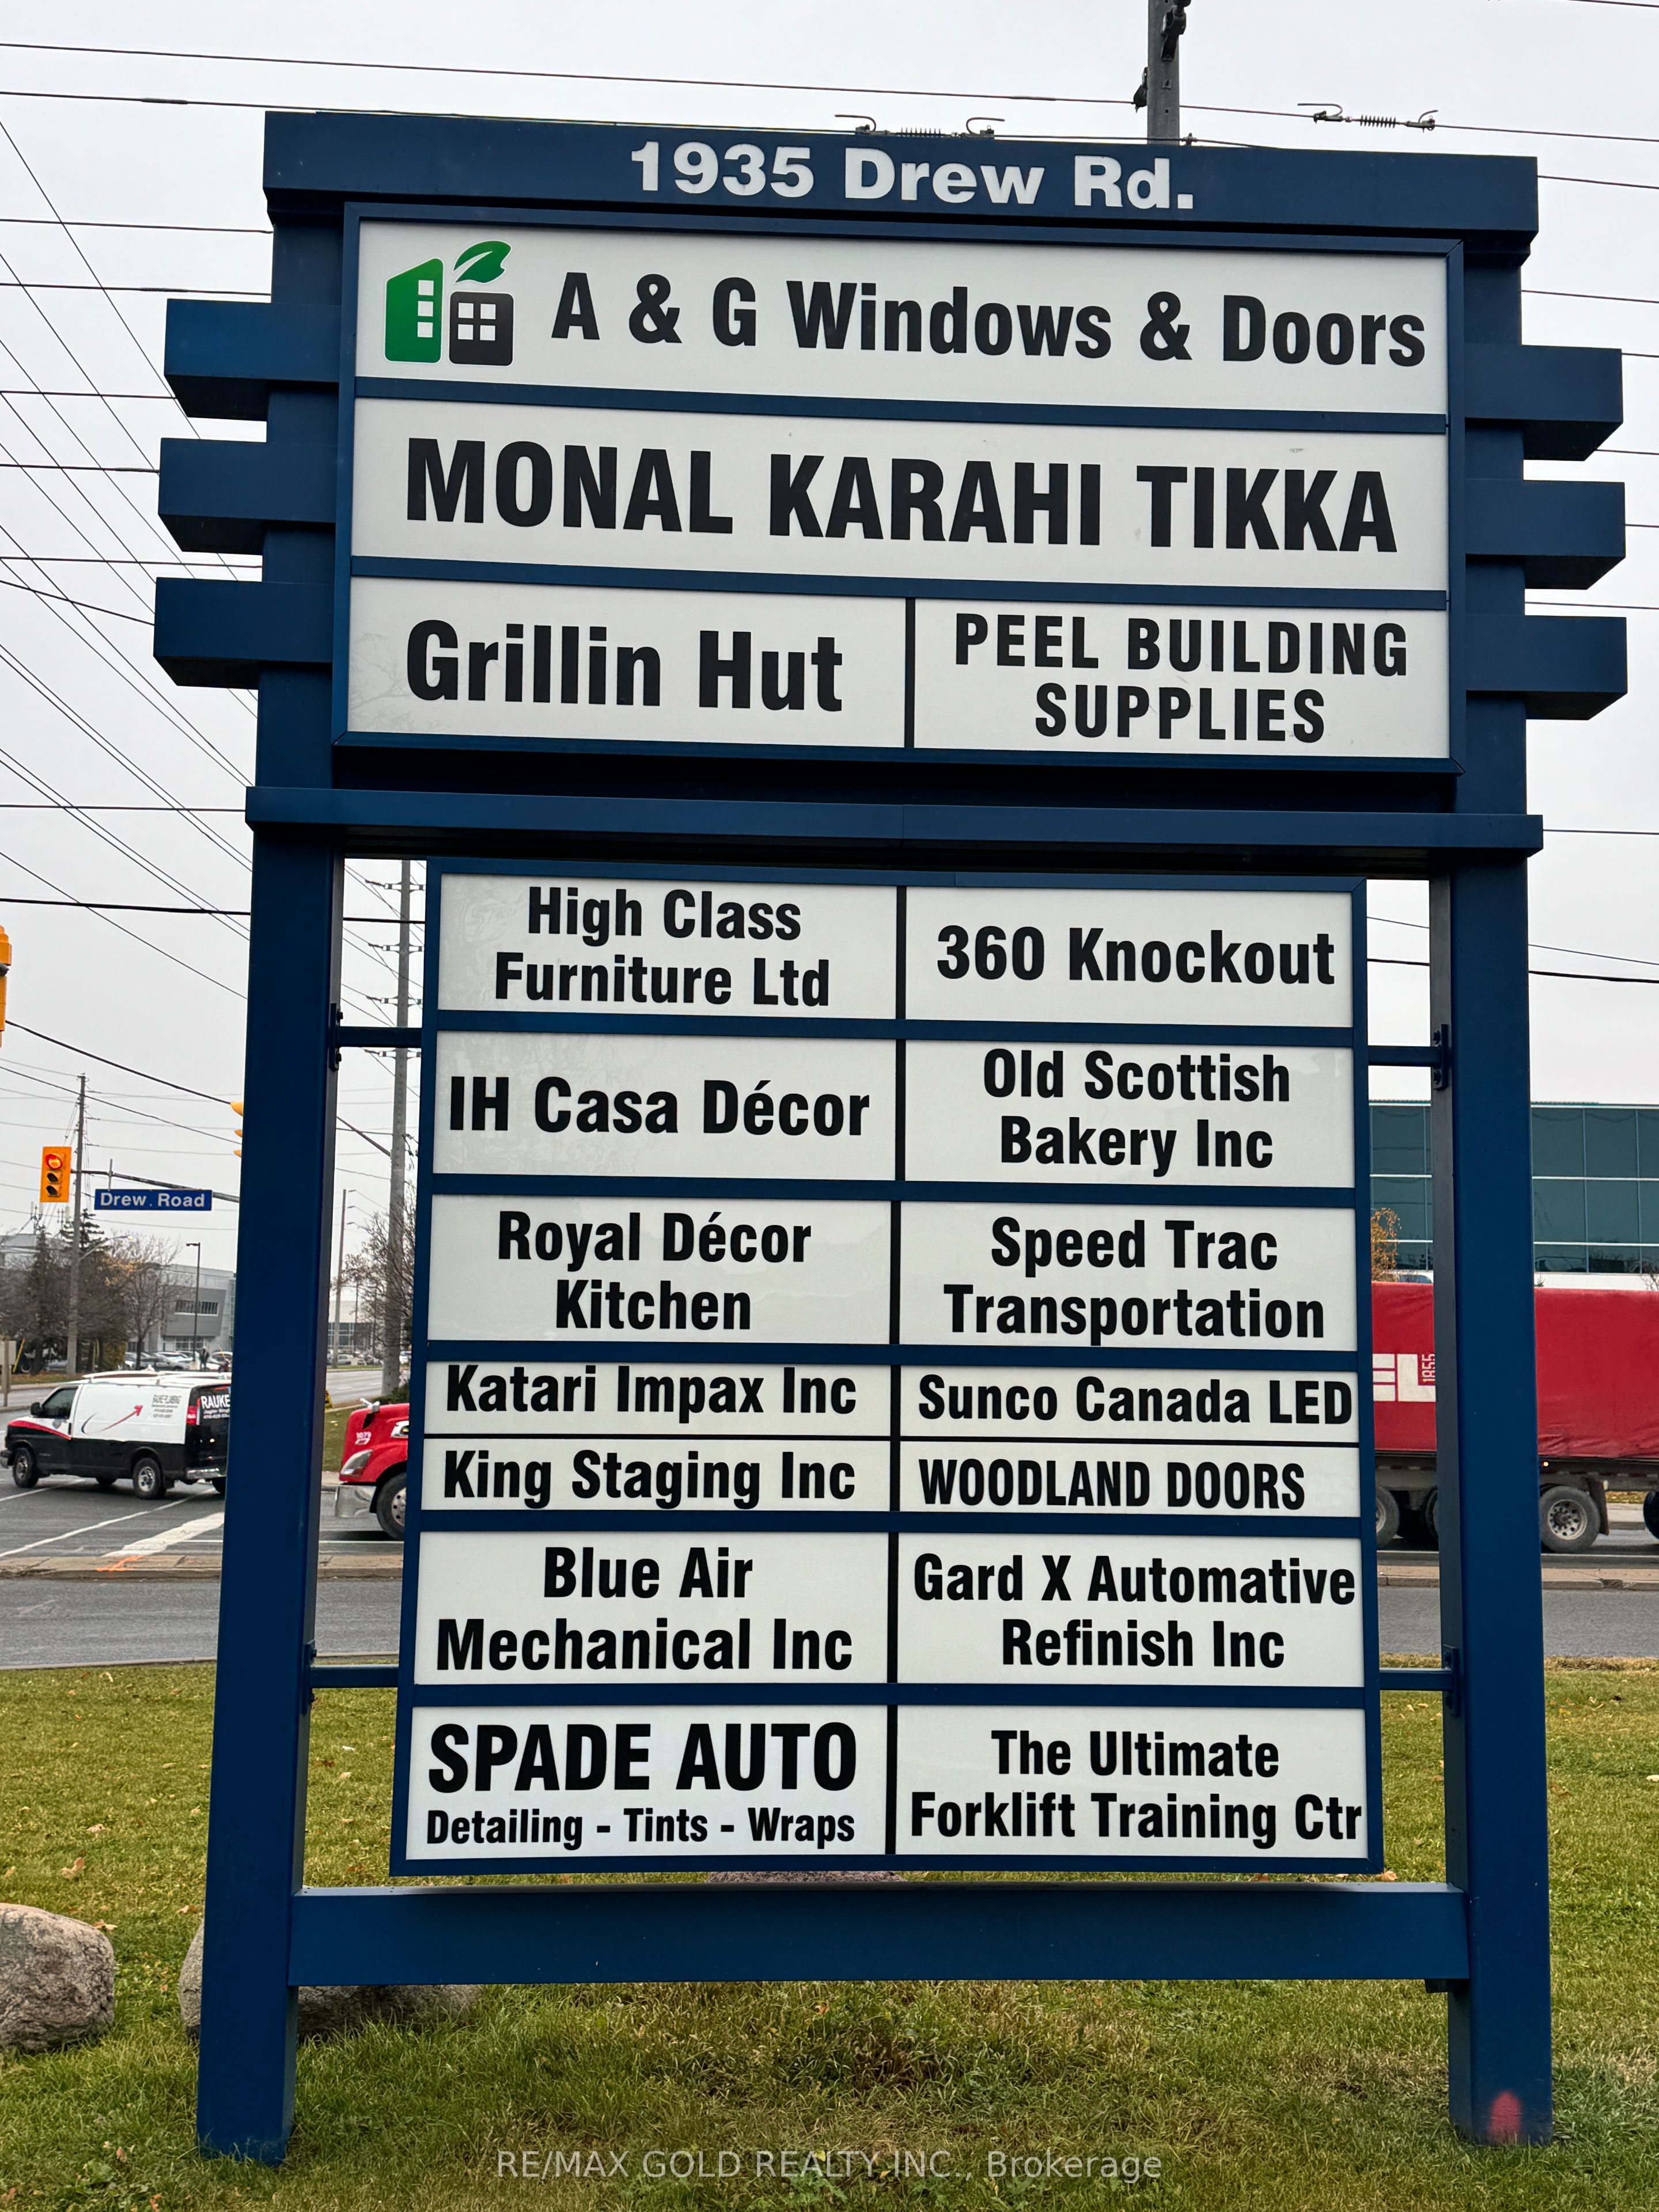 1935 Drew Rd.
A & G Windows & Doors
MONAL KARAHI TIKKA
Grillin Hut
PEEL BUILDING
SUPPLIES
High Class
Furniture Ltd
360 Knockout
IH Casa Décor
Old Scottish
Bakery Inc
Royal Décor
Kitchen
Speed Trac
Transportation
Katari Impax Inc
Sunco Canada LED
King Staging Inc
WOODLAND DOORS
Blue Air
Mechanical Inc
Gard X Automative
Refinish Inc
SPADE AUTO
Detailing - Tints - Wraps
The Ultimate
Forklift Training Ctr
Drew Road
RAUKE
EL
1855
RE/MAX GOLD REALTY INC., Brokerage